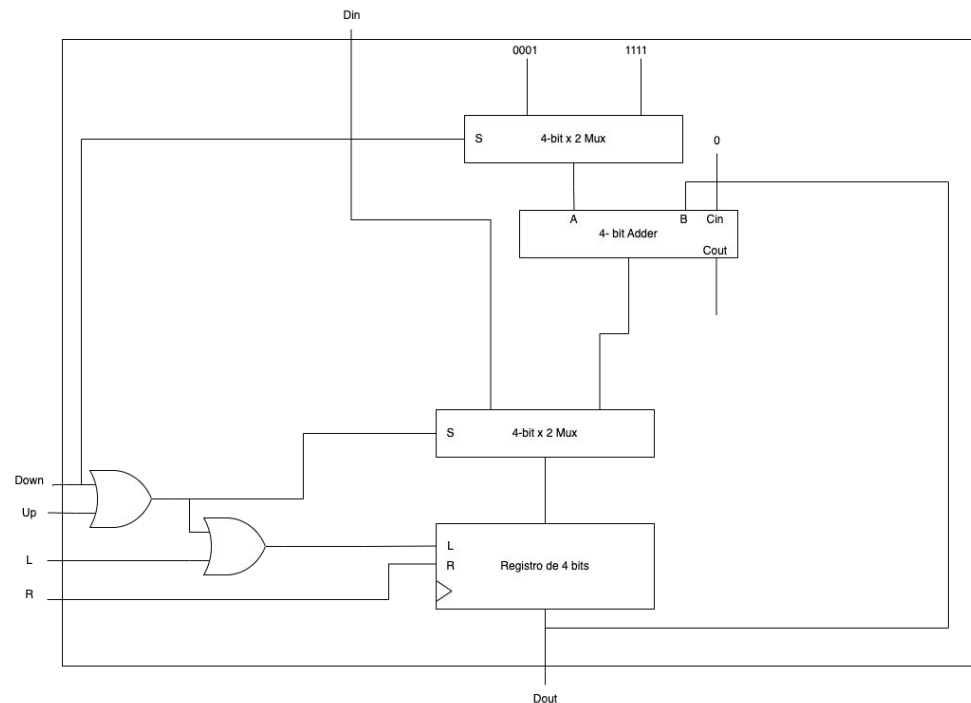 Din
0001
1111
S
4-bit x 2 Mux
0
A
B
Cin
4- bit Adder
Cout
S
4-bit x 2 Mux
Down
Up
L
R
L
R
Registro de 4 bits
Dout